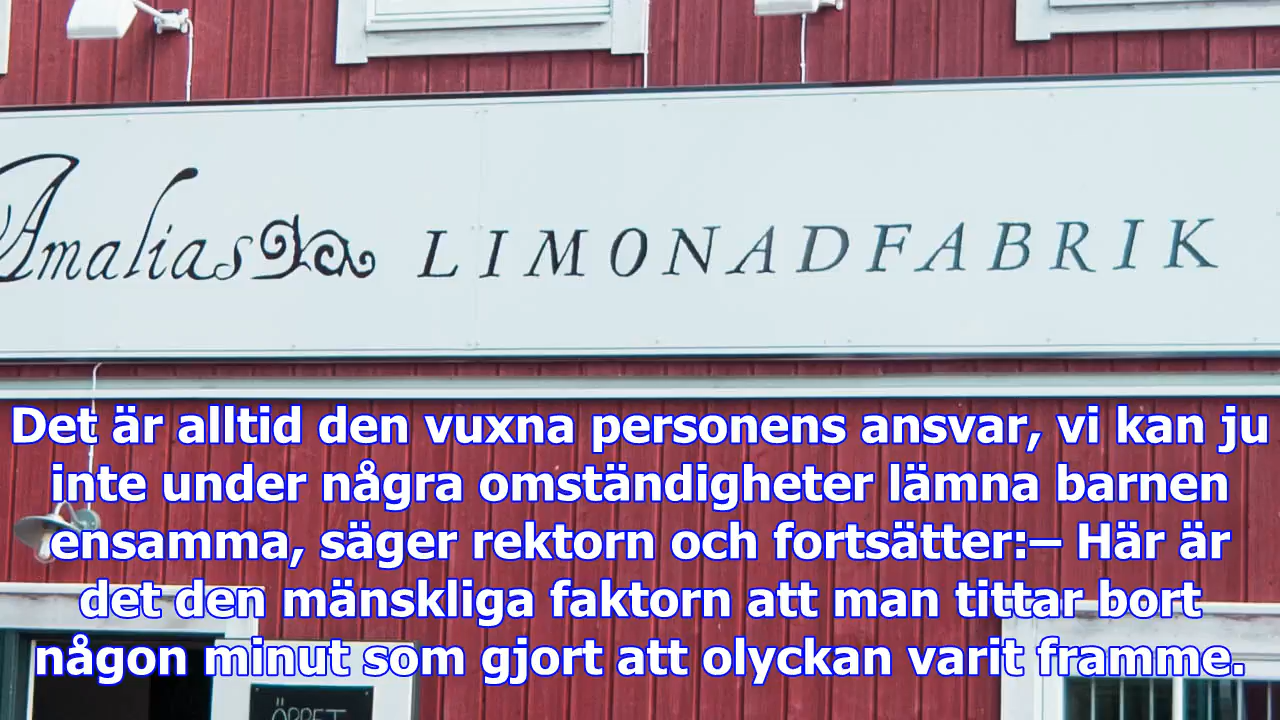 Amalias LIMONADFABRIK
Det är alltid den vuxna personens ansvar, vi kan ju
inte under några omständigheter lämna barnen
ensamma, säger rektorn och fortsätter:– Här är
det den mänskliga faktorn att man tittar bort
någon minut som gjort att olyckan varit framme.
ÖPPET